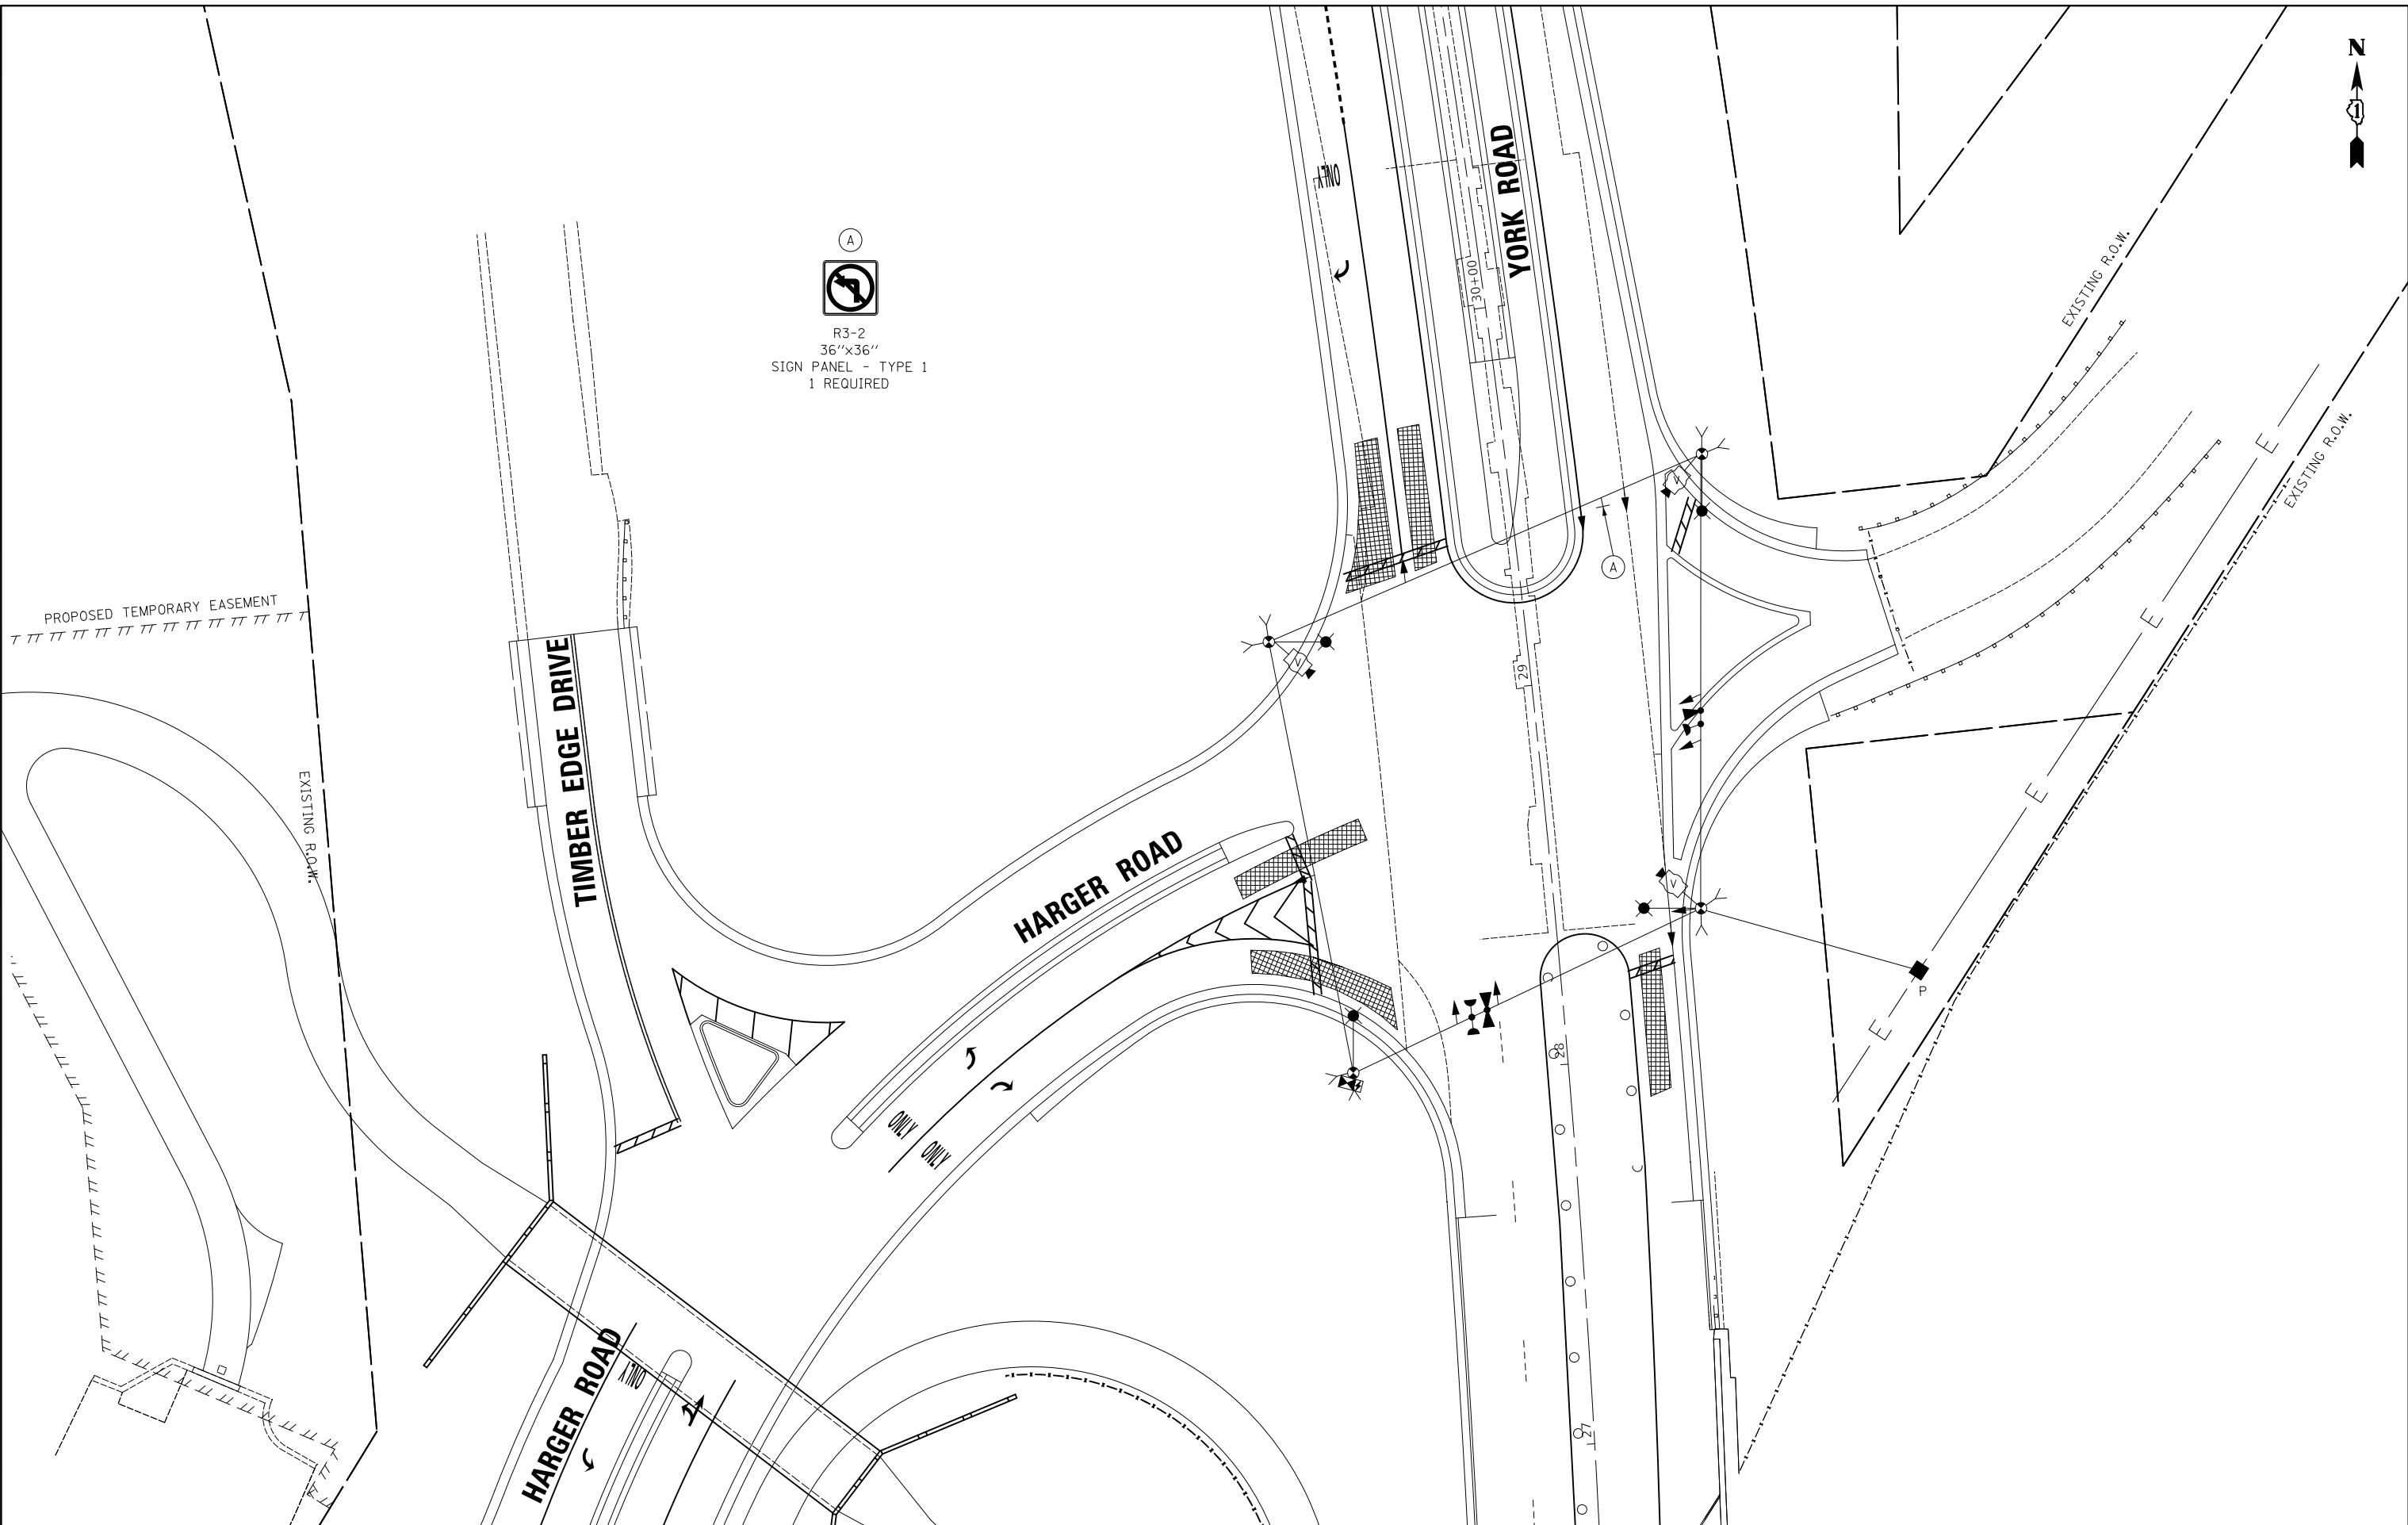 N
1
ONLY
YORK ROAD
30+00
A
R3-2
36"x36"
SIGN PANEL - TYPE 1
1 REQUIRED
EXISTING R.O.W.
EXISTING R.O.W.
E
V
A
PROPOSED TEMPORARY EASEMENT
E
TIMBER EDGE DRIVE
V
29
EXISTING R.O.W.
E
HARGER ROAD
V
P
E
28
ONLY
ONLY
HARGER ROAD
ONLY
27